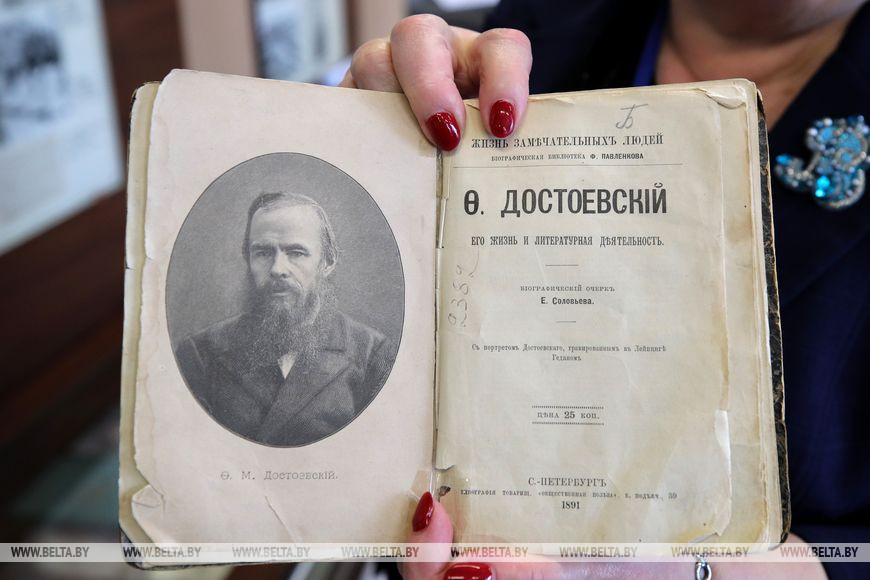 Ѳ. М. Достоевскій.
Б
ЖИЗНЬ ЗАМѢЧАТЕЛЬНЫХЪ ЛЮДЕЙ
БІОГРАФИЧЕСКАЯ БИБЛІОТЕКА Ф. ПАВЛЕНКОВА
Ѳ. ДОСТОЕВСКІЙ
ЕГО ЖИЗНЬ И ЛИТЕРАТУРНАЯ ДѢЯТЕЛЬНОСТЬ.
2382
БІОГРАФИЧЕСКІЙ ОЧЕРКЪ
Е. Соловьева.
Съ портретомъ Достоевскаго, гравированнымъ въ Лейпцигѣ
Геданомъ
ЦѢНА 25 КОП.
С.-ПЕТЕРБУРГЪ
ТИПОГРАФІЯ ТОВАРИЩ. «ОБЩЕСТВЕННАЯ ПОЛЬЗА», Б. ПОДЪЯЧ., 39
1891
WWW.BELTA.BY WWW.BELTA.BY WWW.BELTA.BY WWW.BELTA.BY WWW.BELTA.BY WWW.BELTA.BY WWW.BELTA.BY WWW.BELTA.BY